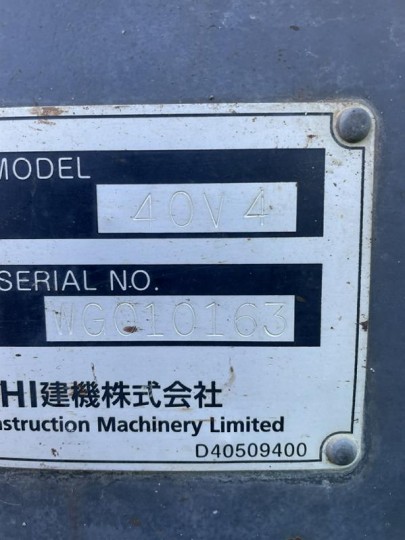 MODEL
40V4
SERIAL NO.
WG010163
HI建機株式会社
nstruction Machinery Limited
D40509400